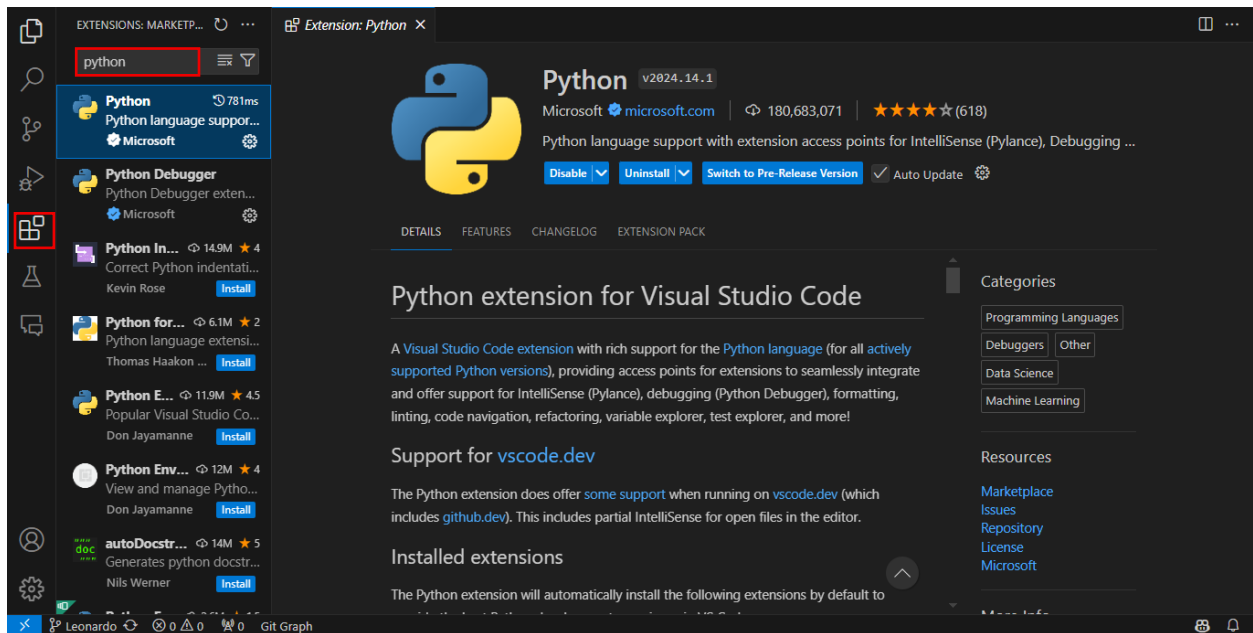 EXTENSIONS: MARKETP...
python
Python 781ms
Python language suppor...
Microsoft
Python Debugger
Python Debugger exten...
Microsoft
Python In... 14.9M ★ 4
Correct Python indentati...
Kevin Rose Install
Python for... 6.1M ★ 2
Python language extensi...
Thomas Haakon ... Install
Python E... 11.9M ★ 4.5
Popular Visual Studio Co...
Don Jayamanne Install
Python Env... 12M ★ 4
View and manage Pytho...
Don Jayamanne Install
doc autoDocstr... 14M ★ 5
Generates python docstr...
Nils Werner Install
Extension: Python
Python v2024.14.1
Microsoft microsoft.com | 180,683,071 | ★★★★☆(618)
Python language support with extension access points for IntelliSense (Pylance), Debugging ...
Disable Uninstall Switch to Pre-Release Version Auto Update
DETAILS FEATURES CHANGELOG EXTENSION PACK
Python extension for Visual Studio Code
A Visual Studio Code extension with rich support for the Python language (for all actively
supported Python versions), providing access points for extensions to seamlessly integrate
and offer support for IntelliSense (Pylance), debugging (Python Debugger), formatting,
linting, code navigation, refactoring, variable explorer, test explorer, and more!
Support for vscode.dev
The Python extension does offer some support when running on vscode.dev (which
includes github.dev). This includes partial IntelliSense for open files in the editor.
Installed extensions
The Python extension will automatically install the following extensions by default to
Categories
Programming Languages
Debuggers Other
Data Science
Machine Learning
Resources
Marketplace
Issues
Repository
License
Microsoft
Leonardo 0 0 0 Git Graph